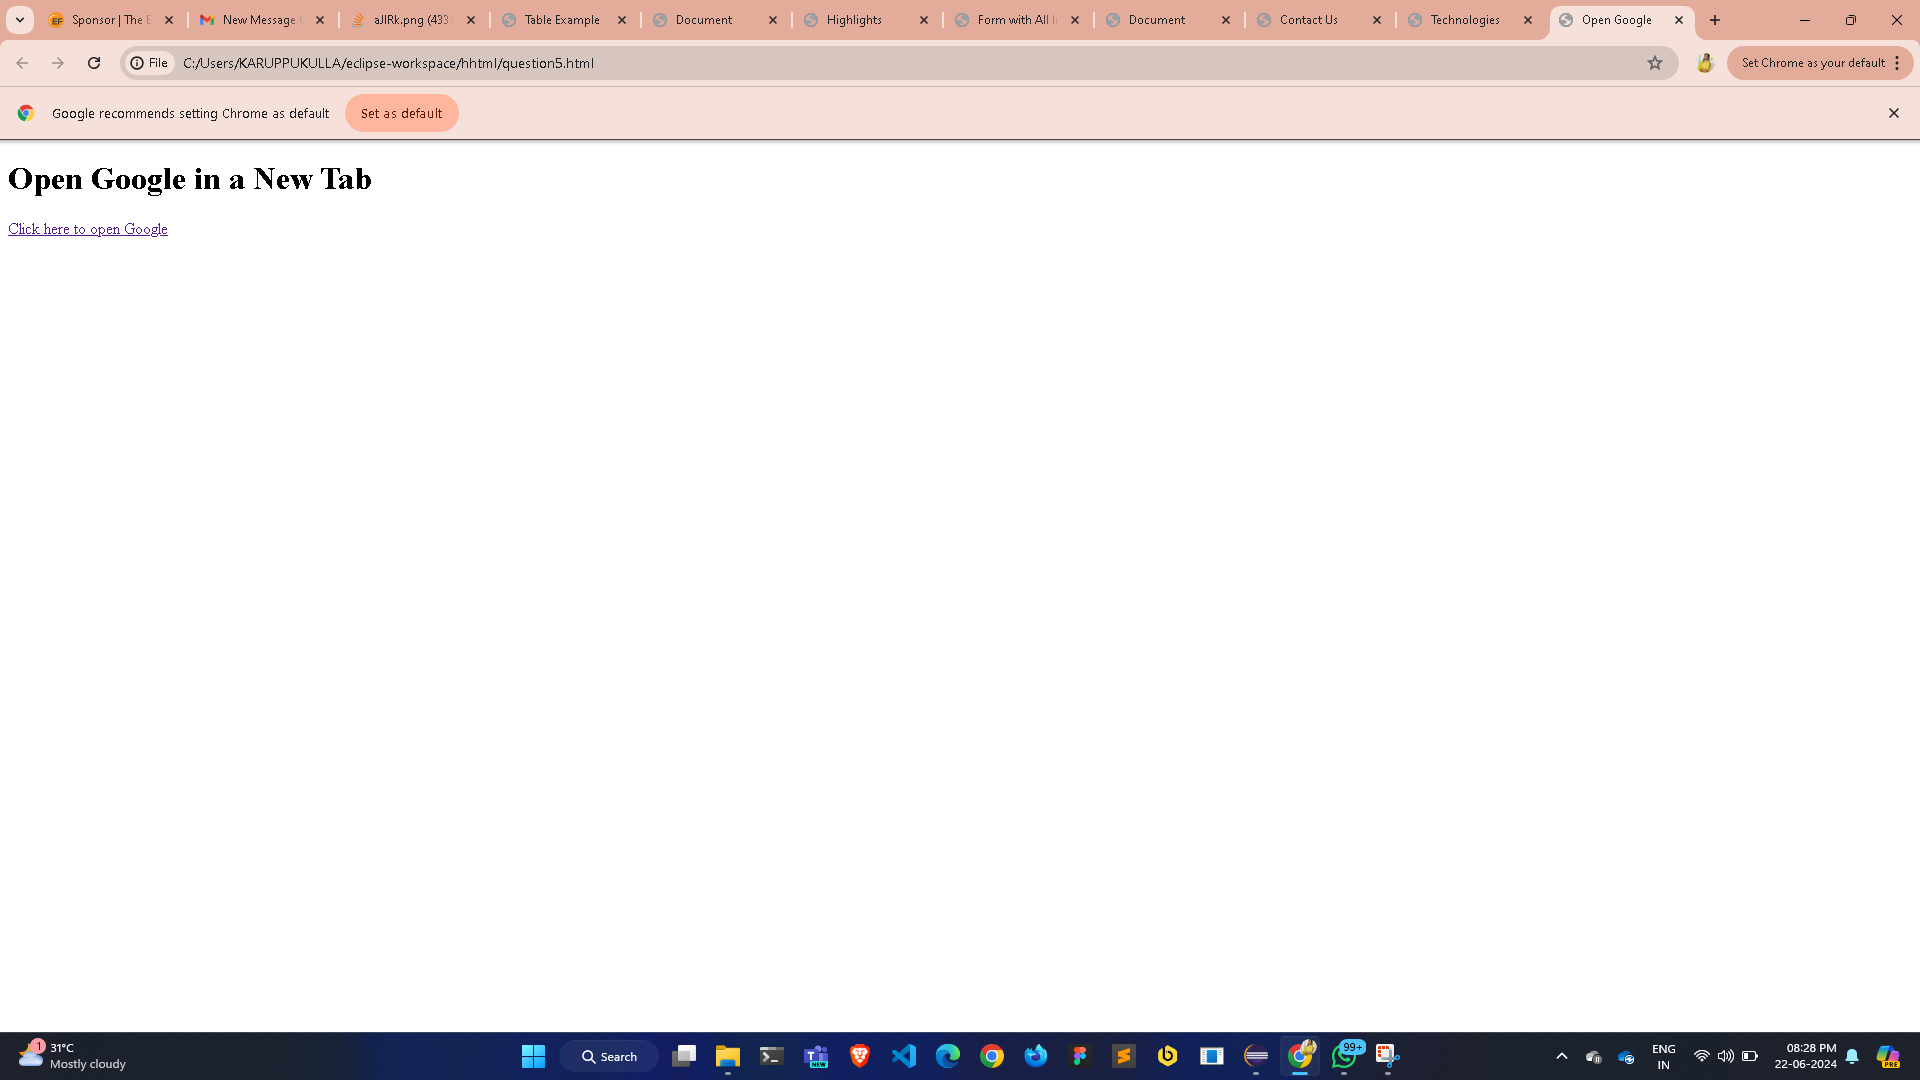 Sponsor | The E
New Message
aJlRk.png (433
Table Example
Document
Highlights
Form with All
Document
Contact Us
Technologies
Open Google
File
C:/Users/KARUPPUKULLA/eclipse-workspace/hhtml/question5.html
Set Chrome as your default
Google recommends setting Chrome as default
Set as default
Open Google in a New Tab
Click here to open Google
1
31°C
Mostly cloudy
Search
NEW
99+
ENG
IN
08:28 PM
22-06-2024
PRE